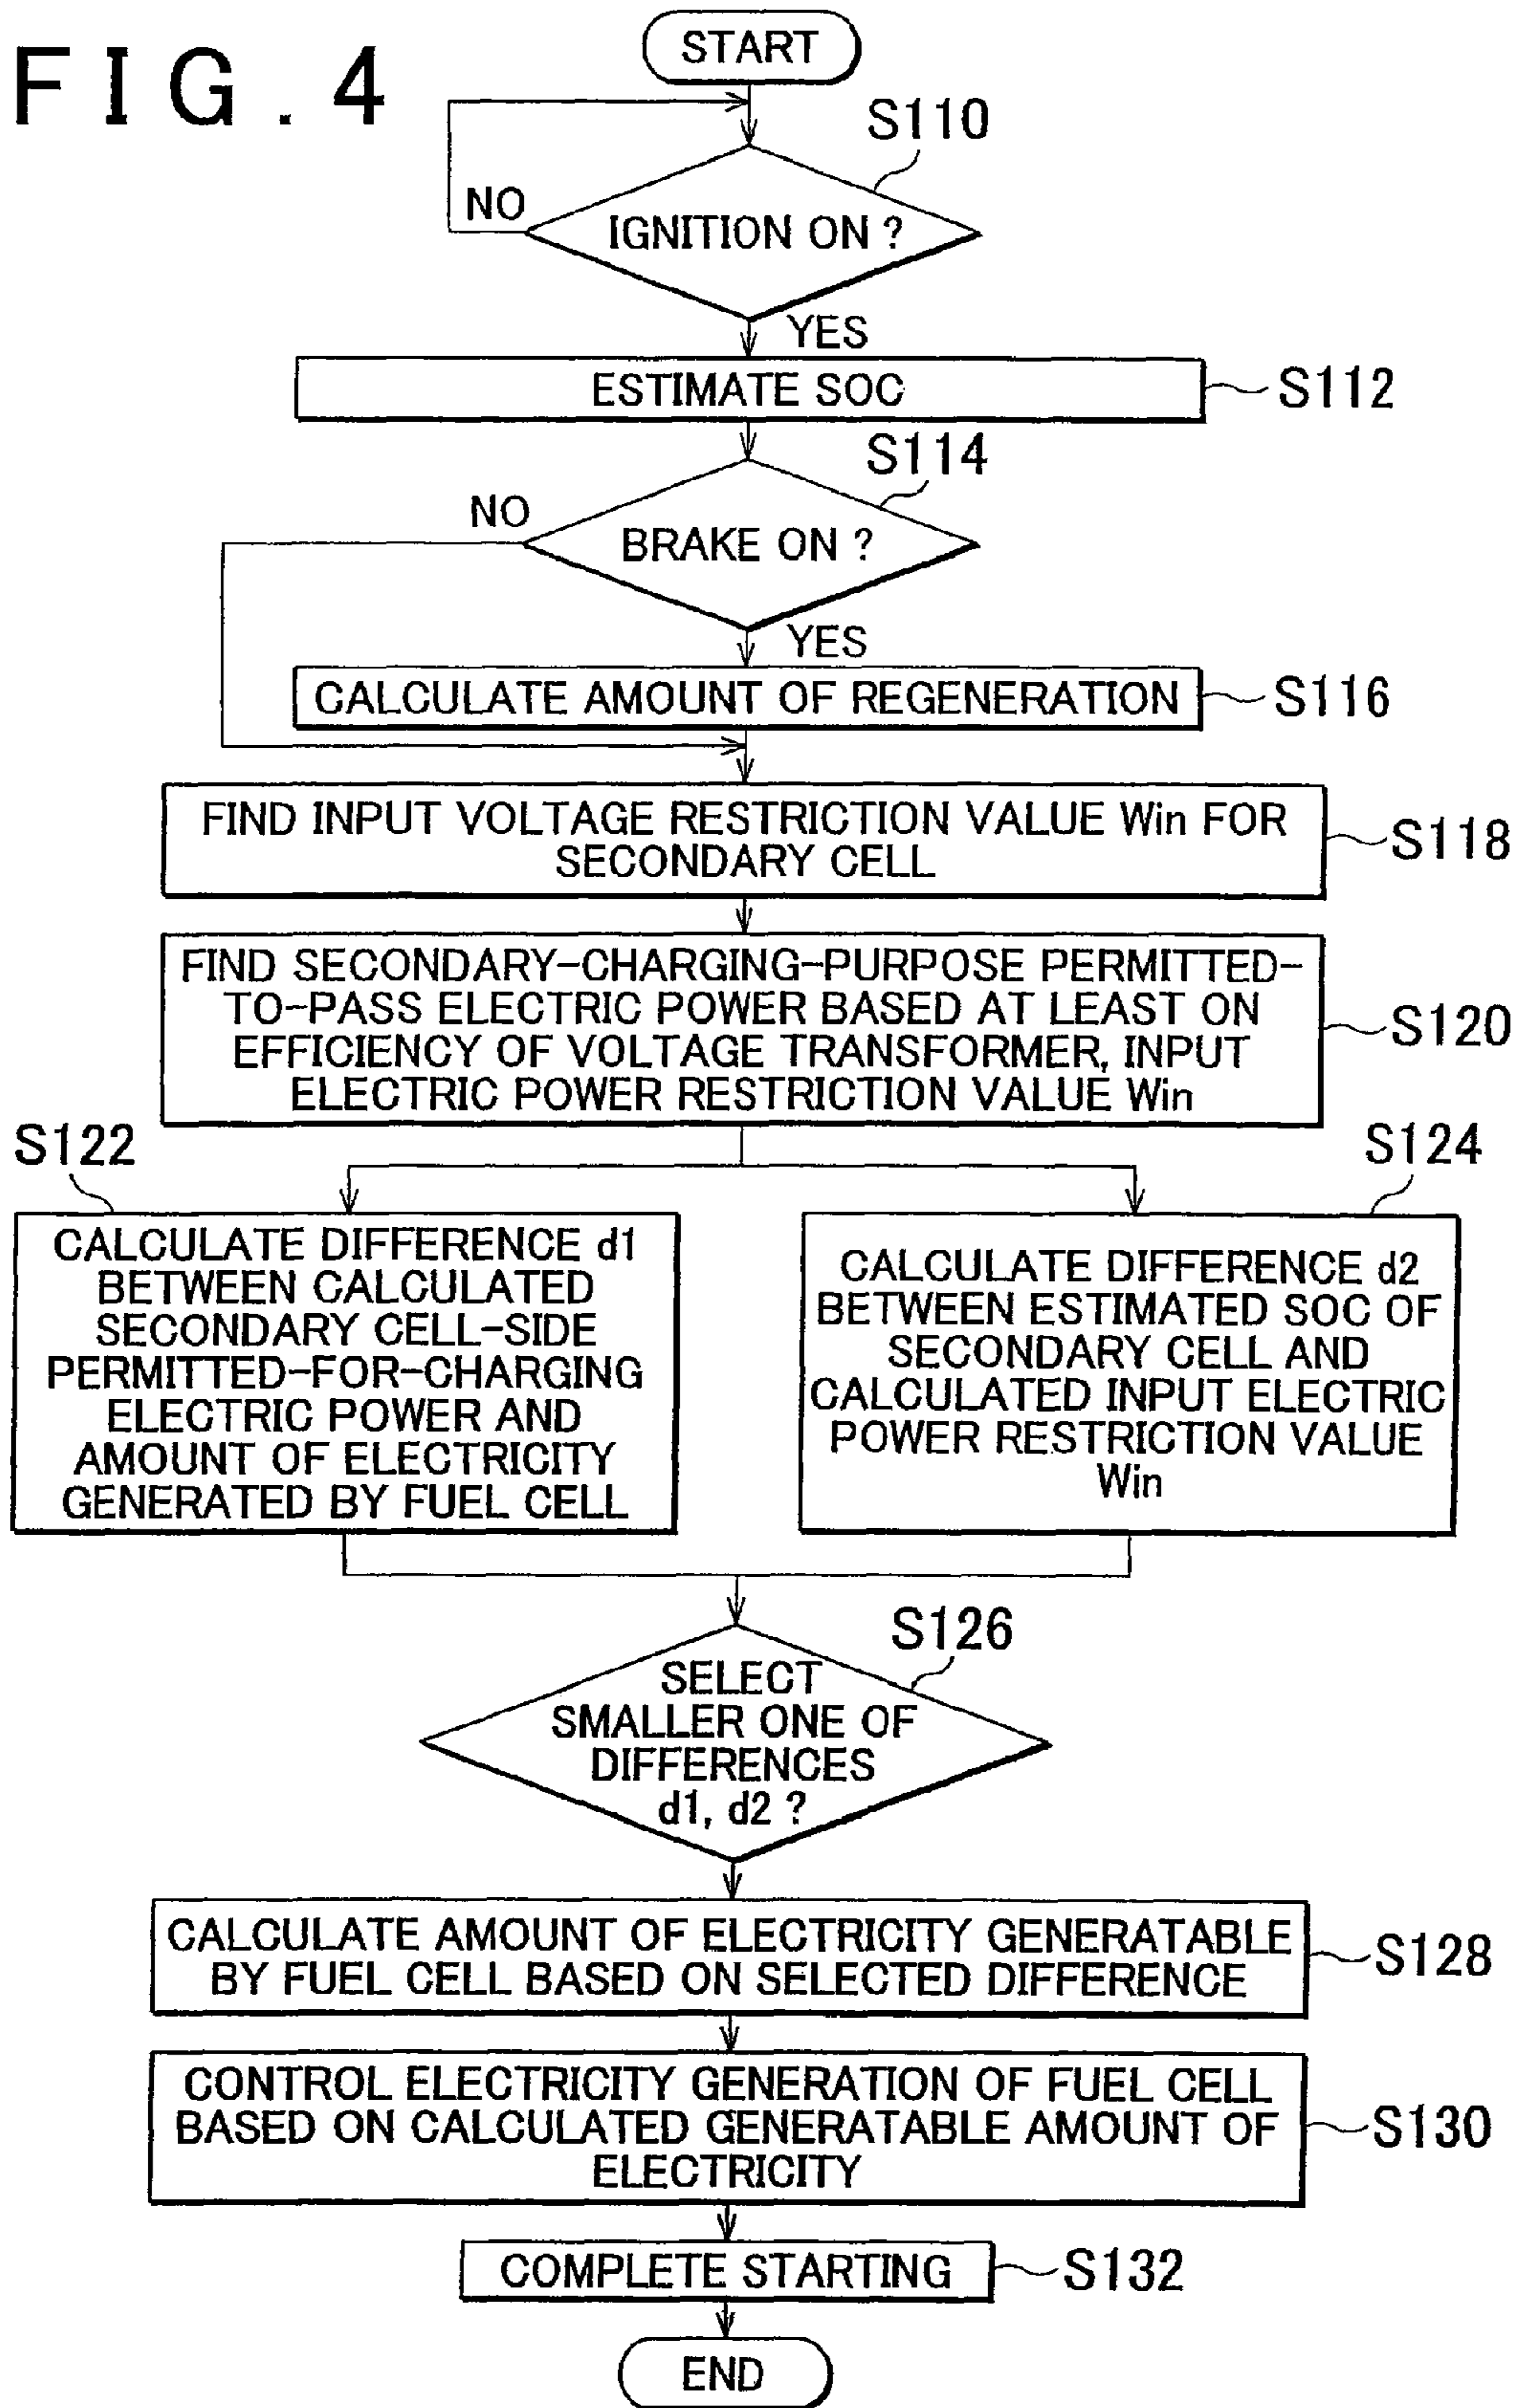 FIG.4
START
S110
NO
IGNITION ON ?
YES
ESTIMATE SOC
S112
S114
NO
BRAKE ON ?
YES
CALCULATE AMOUNT OF REGENERATION
S116
FIND INPUT VOLTAGE RESTRICTION VALUE Win FOR
SECONDARY CELL
S118
FIND SECONDARY-CHARGING-PURPOSE PERMITTED-
TO-PASS ELECTRIC POWER BASED AT LEAST ON
EFFICIENCY OF VOLTAGE TRANSFORMER, INPUT
ELECTRIC POWER RESTRICTION VALUE Win
S120
S122
CALCULATE DIFFERENCE d1
BETWEEN CALCULATED
SECONDARY CELL-SIDE
PERMITTED-FOR-CHARGING
ELECTRIC POWER AND
AMOUNT OF ELECTRICITY
GENERATED BY FUEL CELL
S124
CALCULATE DIFFERENCE d2
BETWEEN ESTIMATED SOC OF
SECONDARY CELL AND
CALCULATED INPUT ELECTRIC
POWER RESTRICTION VALUE
Win
S126
SELECT
SMALLER ONE OF
DIFFERENCES
d1, d2 ?
CALCULATE AMOUNT OF ELECTRICITY GENERATABLE
BY FUEL CELL BASED ON SELECTED DIFFERENCE
S128
CONTROL ELECTRICITY GENERATION OF FUEL CELL
BASED ON CALCULATED GENERATABLE AMOUNT OF
ELECTRICITY
S130
COMPLETE STARTING
S132
END